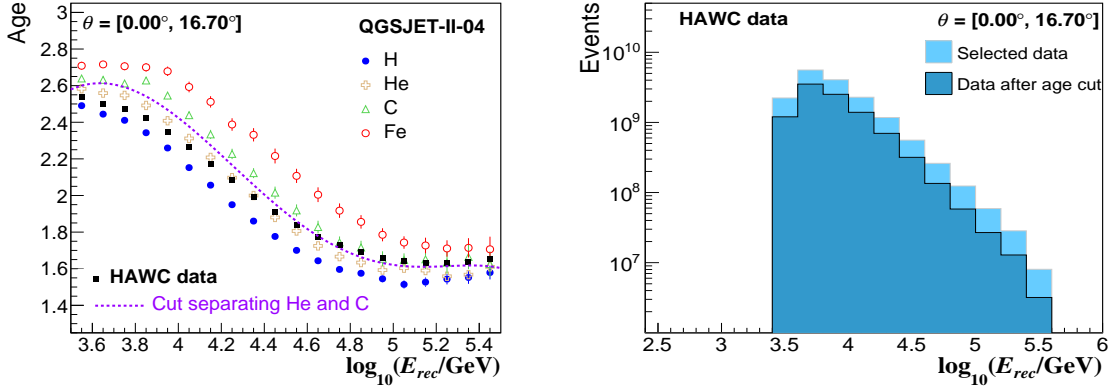 Age
θ = [0.00°, 16.70°]
QGSJET-II-04
H
He
C
Fe
HAWC data
Cut separating He and C
3
2.8
2.6
2.4
2.2
2
1.8
1.6
1.4
3.6 3.8 4 4.2 4.4 4.6 4.8 5 5.2 5.4
log10(Erec/GeV)
Events
HAWC data
θ = [0.00°, 16.70°]
Selected data
Data after age cut
10^10
10^9
10^8
10^7
2.5 3 3.5 4 4.5 5 5.5 6
log10(Erec/GeV)